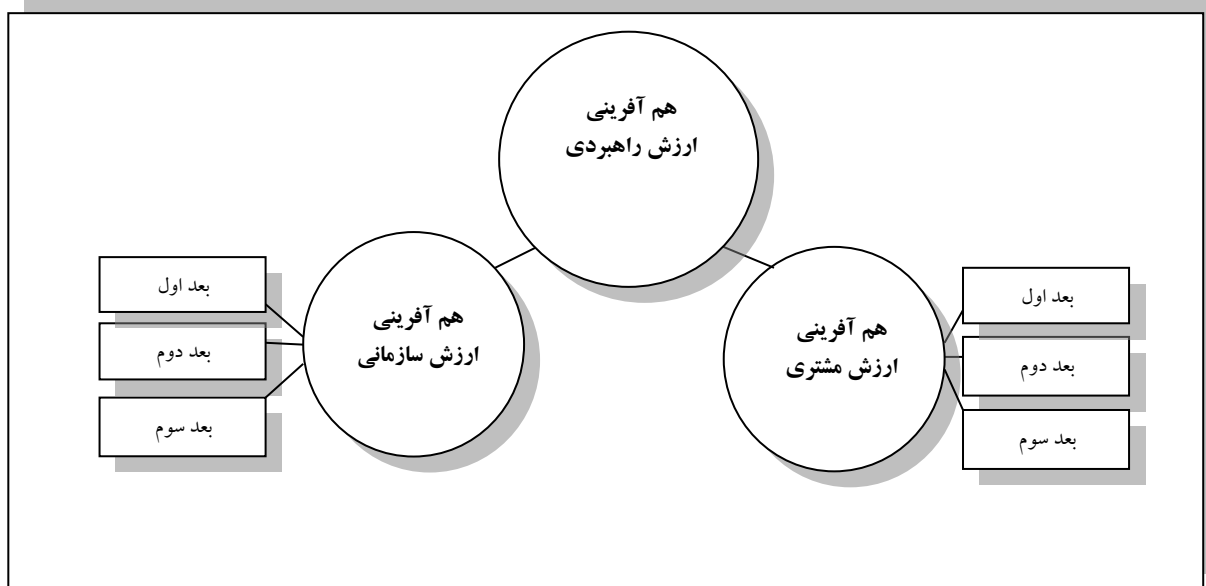 هم آفرینی
ارزش راهبردی
هم آفرینی
ارزش مشتری
بعد اول
بعد دوم
بعد سوم
هم آفرینی
ارزش سازمانی
بعد اول
بعد دوم
بعد سوم